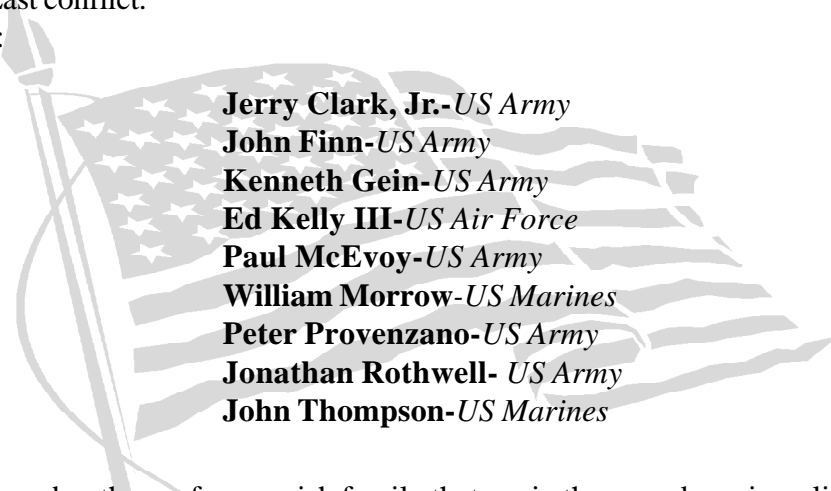 conflict.
:
Jerry Clark, Jr.-US Army
John Finn-US Army
Kenneth Gein-US Army
Ed Kelly III-US Air Force
Paul McEvoy-US Army
William Morrow-US Marines
Peter Provenzano-US Army
Jonathan Rothwell- US Army
John Thompson-US Marines